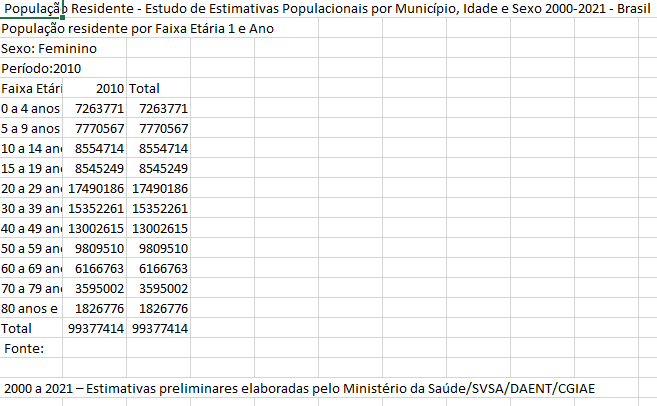 População Residente - Estudo de Estimativas Populacionais por Município, Idade e Sexo 2000-2021 - Brasil
População residente por Faixa Etária 1 e Ano
Sexo: Feminino
Período:2010
Faixa Etári 2010 Total
0 a 4 anos 7263771 7263771
5 a 9 anos 7770567 7770567
10 a 14 an 8554714 8554714
15 a 19 an 8545249 8545249
20 a 29 an 17490186 17490186
30 a 39 an 15352261 15352261
40 a 49 an 13002615 13002615
50 a 59 an 9809510 9809510
60 a 69 an 6166763 6166763
70 a 79 an 3595002 3595002
80 anos e 1826776 1826776
Total 99377414 99377414
Fonte:
2000 a 2021 – Estimativas preliminares elaboradas pelo Ministério da Saúde/SVSA/DAENT/CGIAE